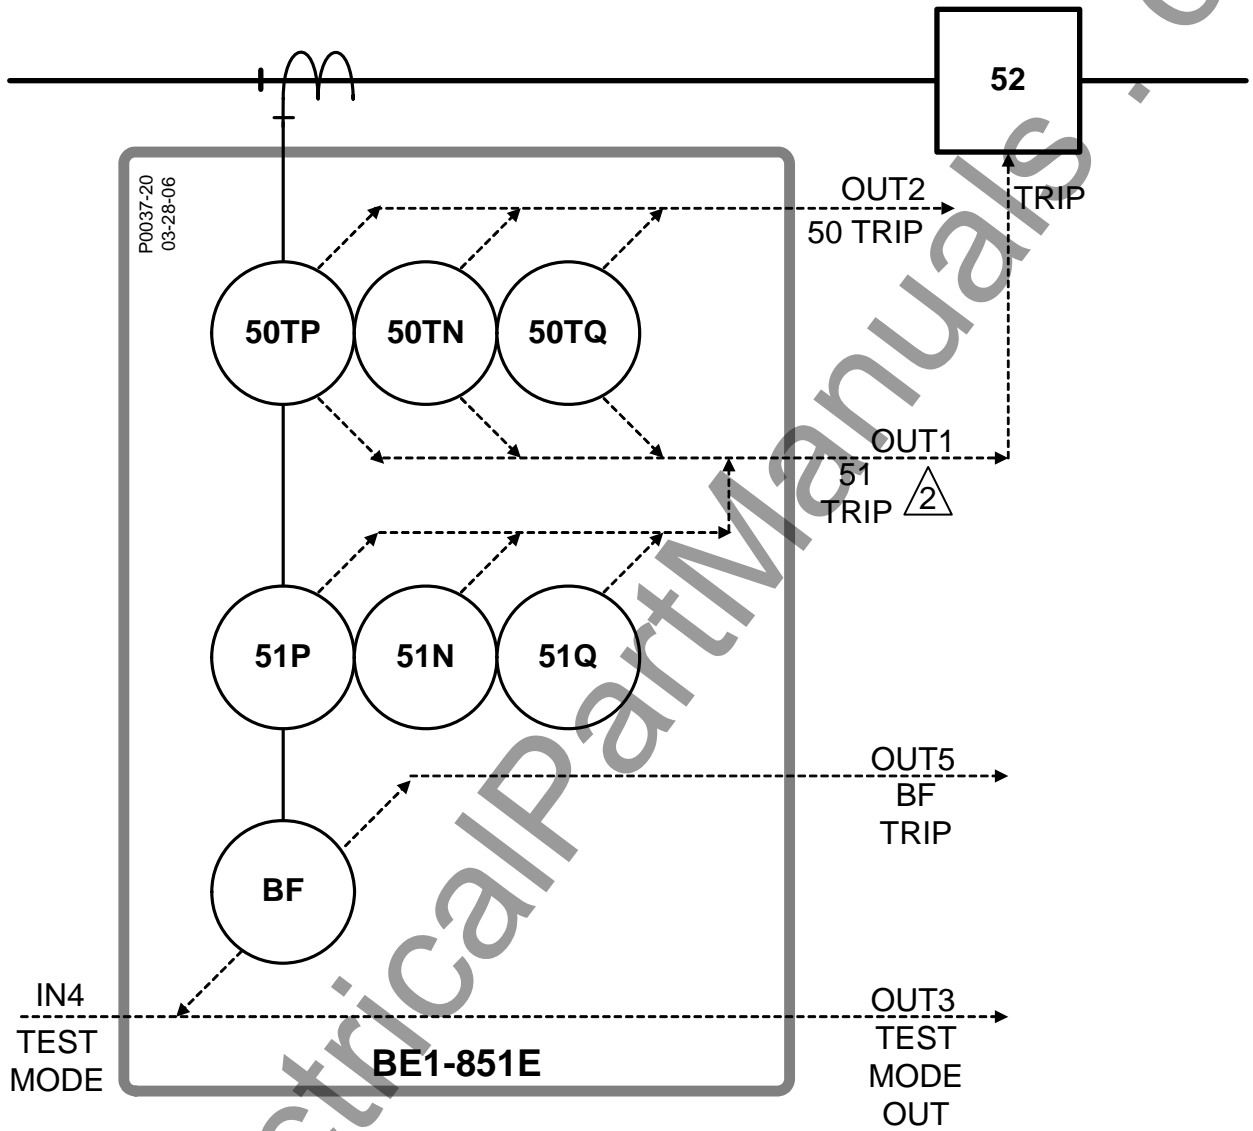 52
P0037-20
03-28-06
OUT2
50 TRIP
TRIP
50TP 50TN 50TQ
OUT1
51
TRIP 2
51P 51N 51Q
OUT5
BF
TRIP
BF
IN4
TEST
MODE
OUT3
TEST
MODE
OUT
BE1-851E
ctricalPartManuals .